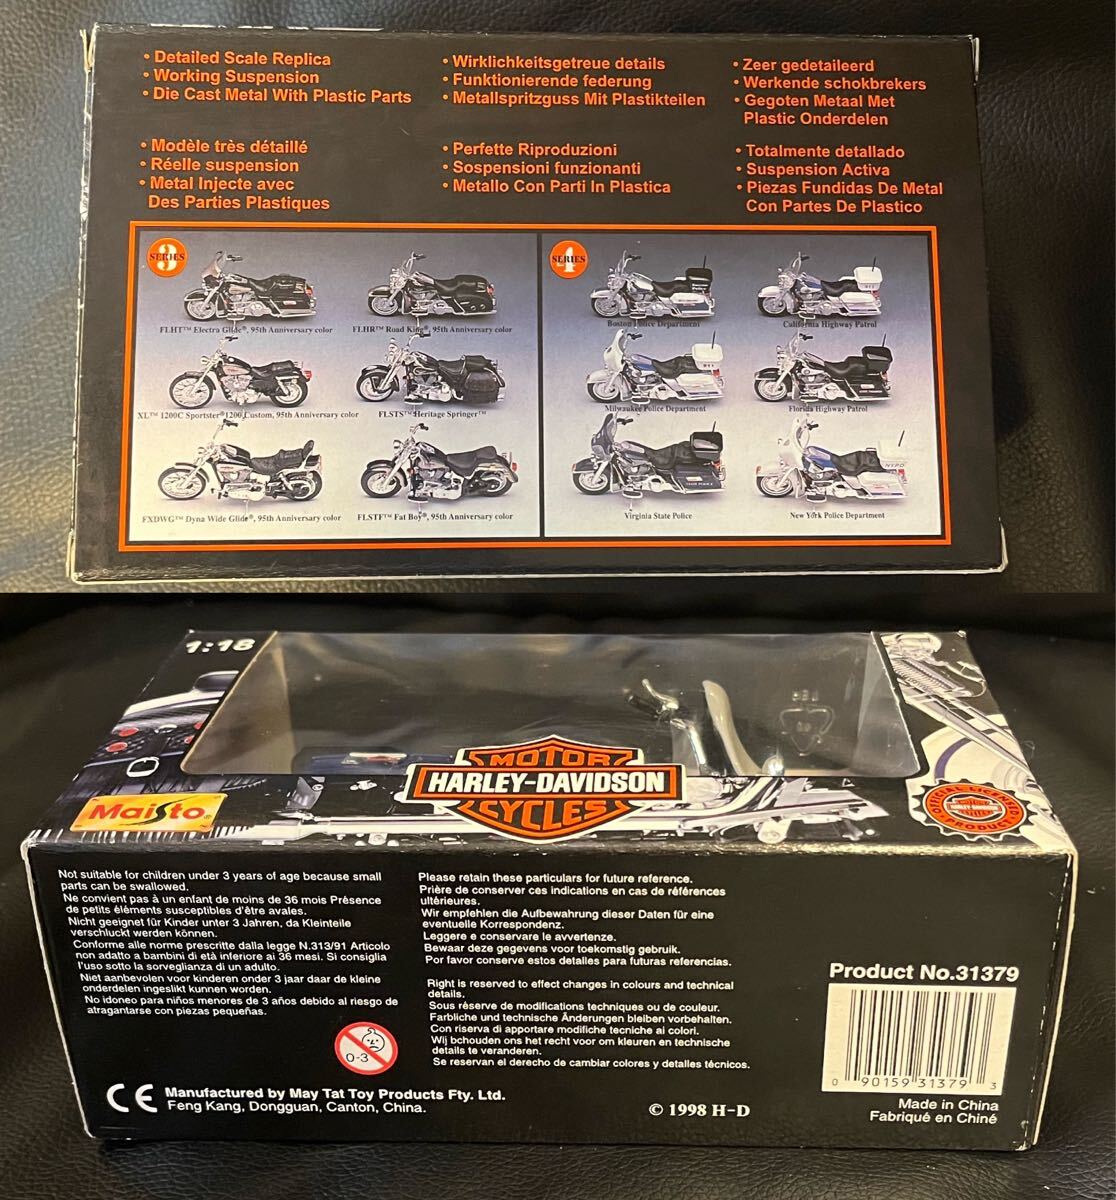 • Detailed Scale Replica
• Working Suspension
• Die Cast Metal With Plastic Parts
• Wirklichkeitsgetreue details
• Funktionierende federung
• Metallspritzguss Mit Plastikteilen
• Zeer gedetaileerd
• Werkende schokbrekers
• Gegoten Metaal Met
Plastic Onderdelen
• Modèle très détaillé
• Réelle suspension
• Metal Injecte avec
Des Parties Plastiques
• Perfette Riproduzioni
• Sospensioni funzionanti
• Metallo Con Parti In Plastica
• Totalmente detallado
• Suspension Activa
• Piezas Fundidas De Metal
Con Partes De Plastico
SERIES 3
FLHT™ Electra Glide®, 95th Anniversary color
FLHR™ Road King®, 95th Anniversary color
XL™ 1200C Sportster® 1200 Custom, 95th Anniversary color
FLSTS™ Heritage Springer™
FXDWG™ Dyna Wide Glide®, 95th Anniversary color
FLSTF™ Fat Boy®, 95th Anniversary color
SERIES 4
Boston Police Department
California Highway Patrol
Milwaukee Police Department
Florida Highway Patrol
Virginia State Police
New York Police Department
NYPD
1:18
MOTOR
HARLEY-DAVIDSON
CYCLES
Maisto®
OFFICIAL LICENSED
HARLEY-DAVIDSON
PRODUCT
Not suitable for children under 3 years of age because small
parts can be swallowed.
Ne convient pas à un enfant de moins de 36 mois Présence
de petits éléments susceptibles d'être avales.
Nicht geeignet für Kinder unter 3 Jahren, da Kleinteile
verschluckt werden können.
Conforme alle norme prescritte dalla legge N.313/91 Articolo
non adatto a bambini di età inferiore ai 36 mesi. Si consiglia
l'uso sotto la sorveglianza di un adulto.
Niet aanbevolen voor kinderen onder 3 jaar daar de kleine
onderdelen ingeslikt kunnen worden.
No idoneo para niños menores de 3 años debido al riesgo de
atragantarse con piezas pequeñas.
Please retain these particulars for future reference.
Prière de conserver ces indications en cas de références
ultérieures.
Wir empfehlen die Aufbewahrung dieser Daten für eine
eventuelle Korrespondenz.
Leggere e conservare le avvertenze.
Bewaar deze gegevens voor toekomstig gebruik.
Por favor conserve estos detalles para futuras referencias.
Right is reserved to effect changes in colours and technical
details.
Sous réserve de modifications techniques ou de couleur.
Farbliche und technische Änderungen bleiben vorbehalten.
Con riserva di apportare modifiche tecniche ai colori.
Wij bchouden ons het recht voor om kleuren en technische
details te veranderen.
Se reservan el derecho de cambiar colores y detalles técnicos.
0-3
CE
Manufactured by May Tat Toy Products Fty. Ltd.
Feng Kang, Dongguan, Canton, China.
© 1998 H-D
Product No.31379
0 90159 31379 3
Made in China
Fabriqué en Chiné